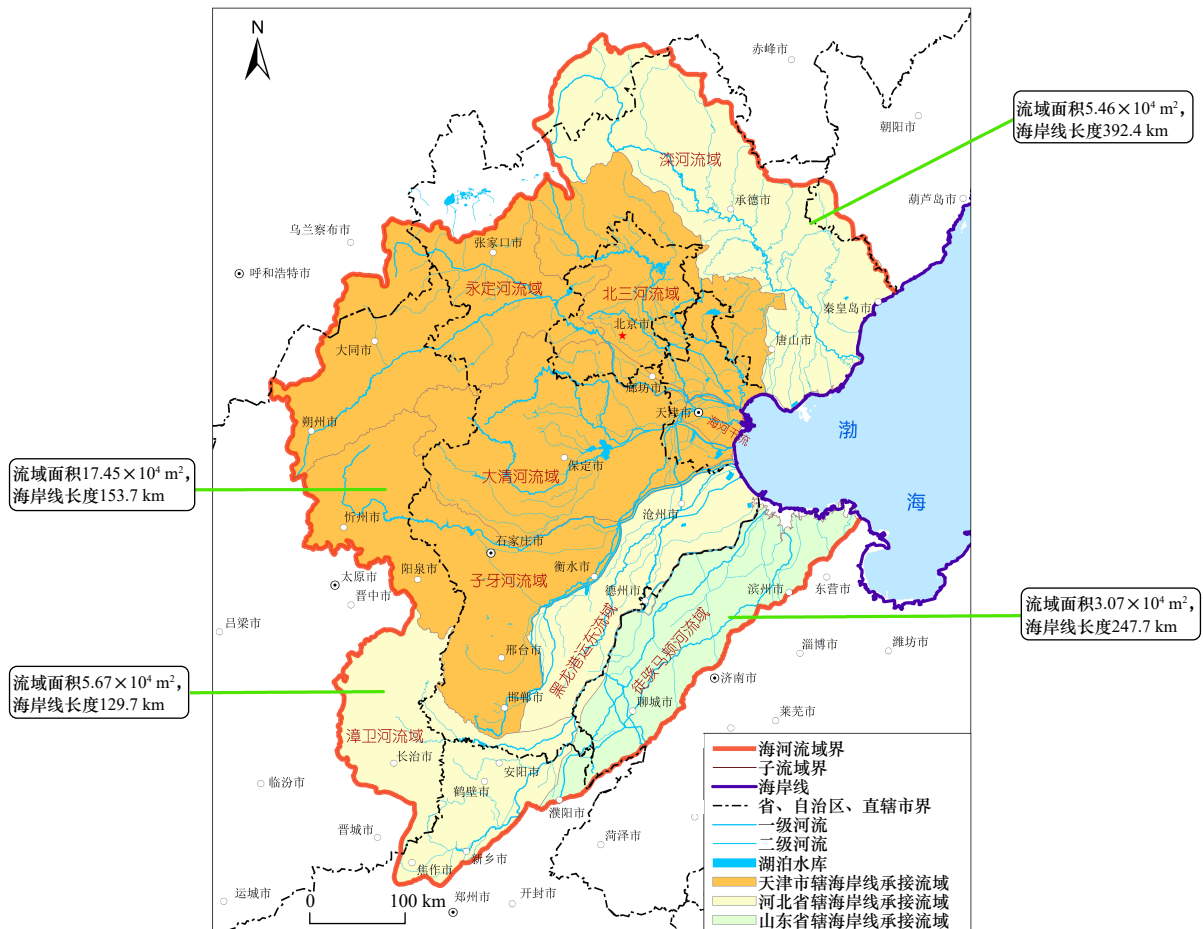 N
赤峰市
朝阳市
流域面积5.46×10⁴ m²,
海岸线长度392.4 km
滦河流域
承德市
葫芦岛市
乌兰察布市
张家口市
呼和浩特市
永定河流域
北三河流域
秦皇岛市
北京市
大同市
唐山市
廊坊市
朔州市
天津市
海河干流
渤
海
流域面积17.45×10⁴ m²,
海岸线长度153.7 km
大清河流域
保定市
沧州市
忻州市
石家庄市
太原市
阳泉市
子牙河流域
衡水市
德州市
滨州市
东营市
晋中市
流域面积3.07×10⁴ m²,
海岸线长度247.7 km
吕梁市
黑龙港运东流域
徒骇马颊河流域
淄博市
潍坊市
邢台市
流域面积5.67×10⁴ m²,
海岸线长度129.7 km
济南市
邯郸市
聊城市
莱芜市
漳卫河流域
长治市
安阳市
临汾市
鹤壁市
濮阳市
晋城市
菏泽市
新乡市
焦作市
运城市
郑州市
开封市
0
100 km
海河流域界
子流域界
海岸线
省、自治区、直辖市界
一级河流
二级河流
湖泊水库
天津市辖海岸线承接流域
河北省辖海岸线承接流域
山东省辖海岸线承接流域